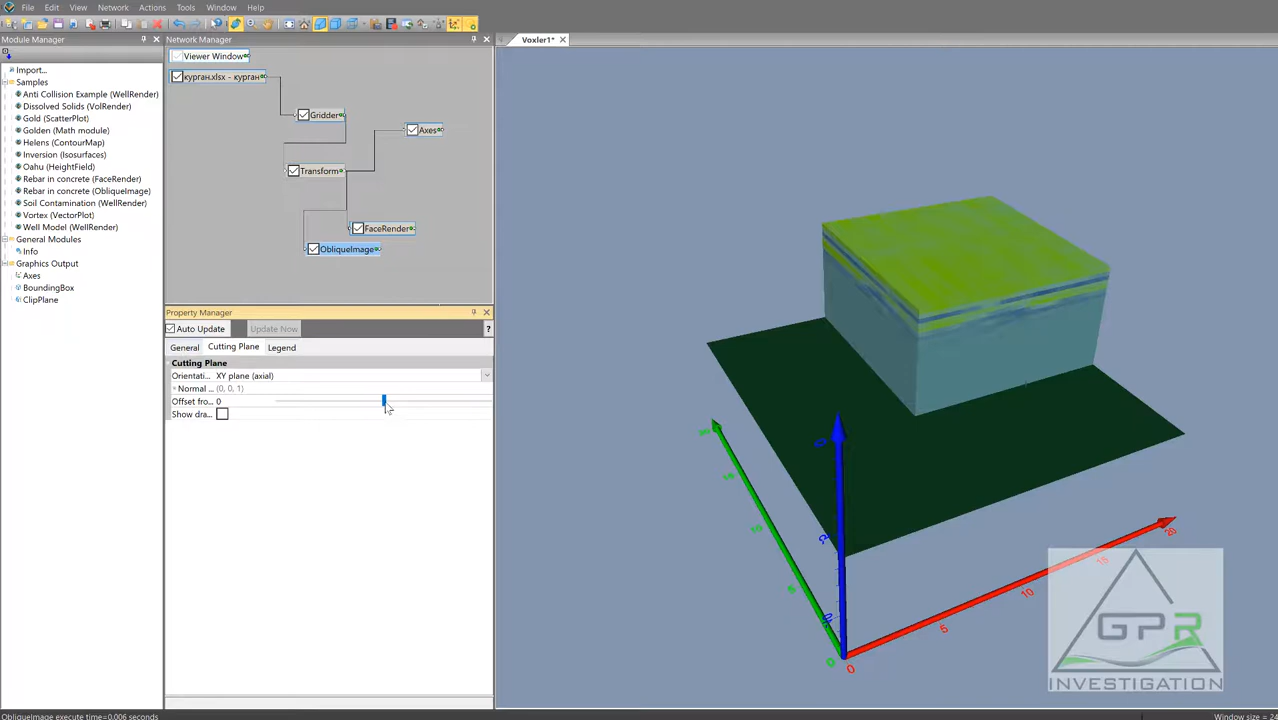 File Edit View Network Actions Tools Window Help
Module Manager
Network Manager
Voxler1*
Import...
Samples
Anti Collision Example (WellRender)
Dissolved Solids (VolRender)
Gold (ScatterPlot)
Golden (Math module)
Helens (ContourMap)
Inversion (Isosurfaces)
Oahu (HeightField)
Rebar in concrete (FaceRender)
Rebar in concrete (ObliqueImage)
Soil Contamination (WellRender)
Vortex (VectorPlot)
Well Model (WellRender)
General Modules
Info
Graphics Output
Axes
BoundingBox
ClipPlane
Viewer Window
курган.xlsx - курган
Gridder
Axes
Transform
FaceRender
ObliqueImage
Property Manager
Auto Update Update Now ?
General Cutting Plane Legend
Cutting Plane
Orientati... XY plane (axial)
Normal ... (0, 0, 1)
Offset fro... 0
Show dra...
0
5
10
15
20
0
GPR
INVESTIGATION
ObliqueImage execute time=0.006 seconds
Window size = 24